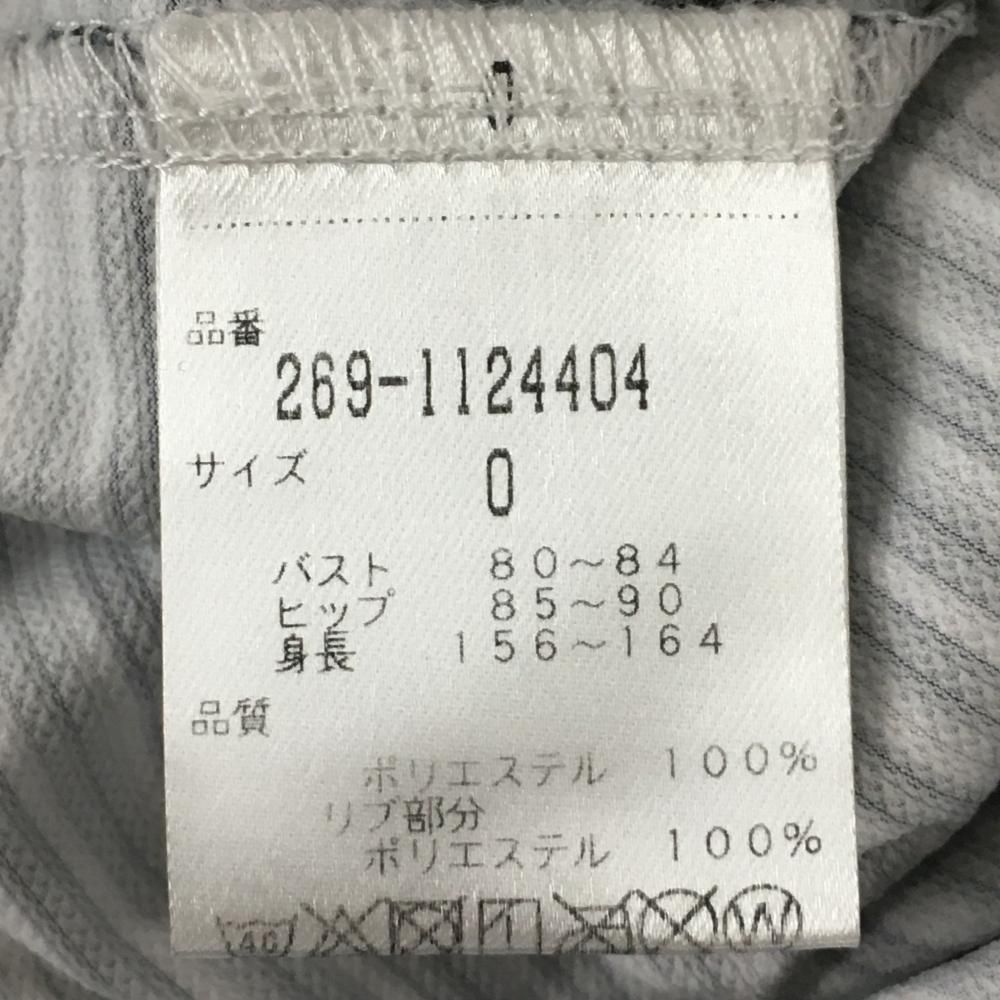 0
品番
269-1124404
サイズ
0
バスト 80~84
ヒップ 85~90
身長 156~164
品質
ポリエステル 100%
リブ部分
ポリエステル 100%
40 W